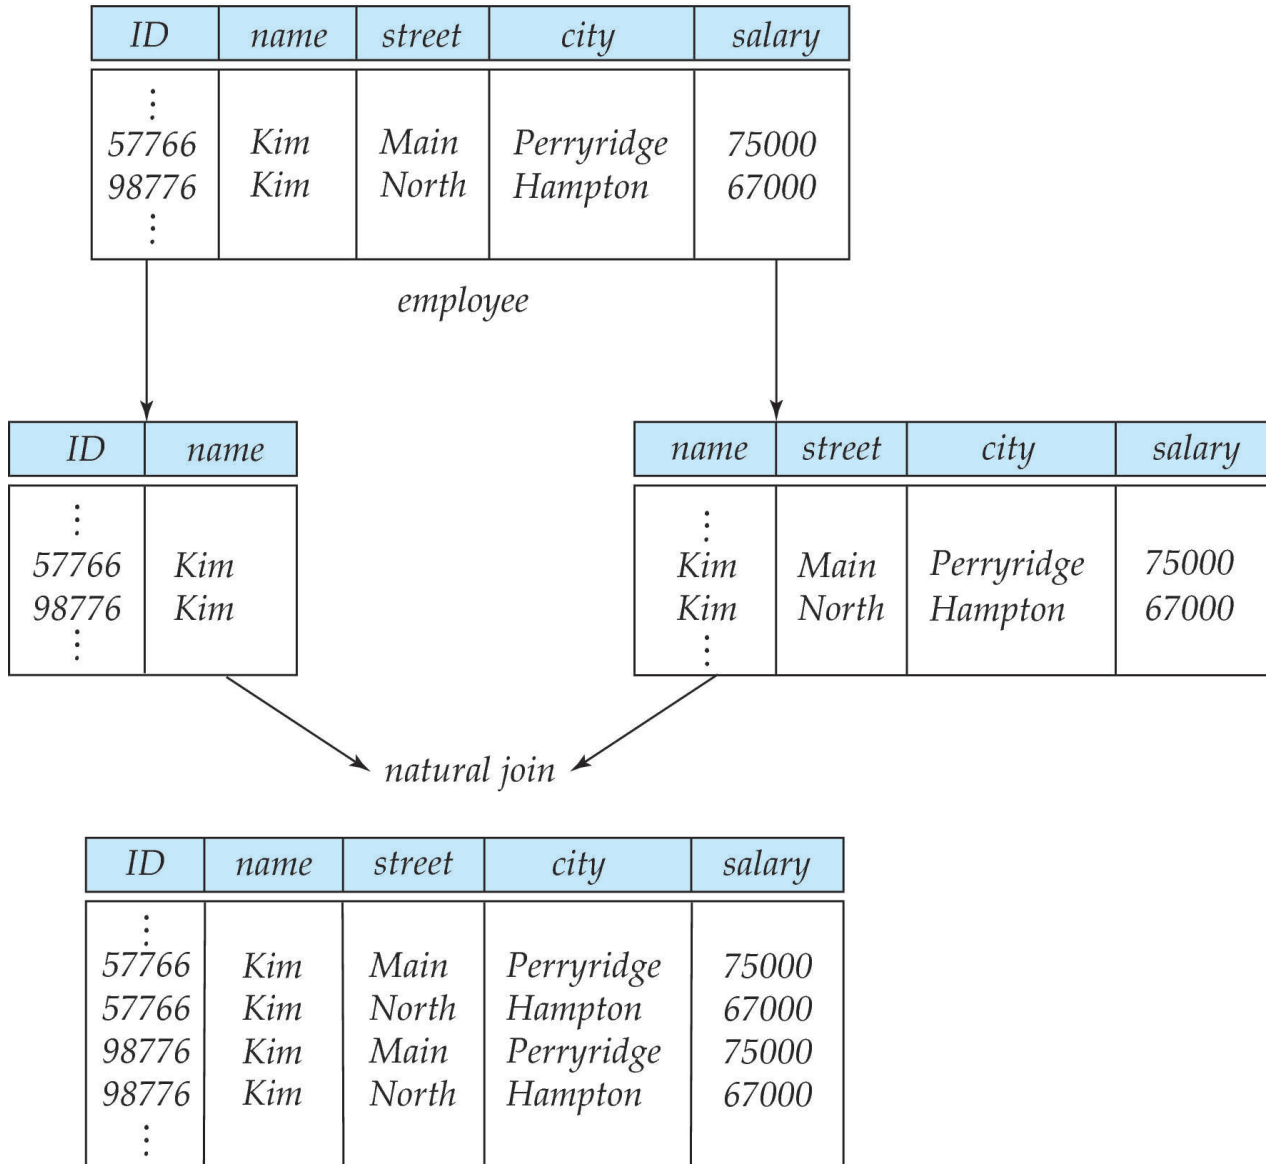 ID name street city salary
⋮
57766 Kim Main Perryridge 75000
98776 Kim North Hampton 67000
⋮
employee
ID name
⋮
57766 Kim
98776 Kim
⋮
name street city salary
⋮
Kim Main Perryridge 75000
Kim North Hampton 67000
⋮
natural join
ID name street city salary
⋮
57766 Kim Main Perryridge 75000
57766 Kim North Hampton 67000
98776 Kim Main Perryridge 75000
98776 Kim North Hampton 67000
⋮